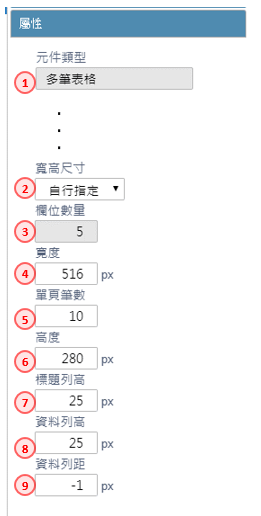 屬性
元件類型
1 多筆表格
.
.
.
寬高尺寸
2 自行指定 ▼
欄位數量
3 5
寬度
4 516 px
單頁筆數
5 10
高度
6 280 px
標題列高
7 25 px
資料列高
8 25 px
資料列距
9 -1 px